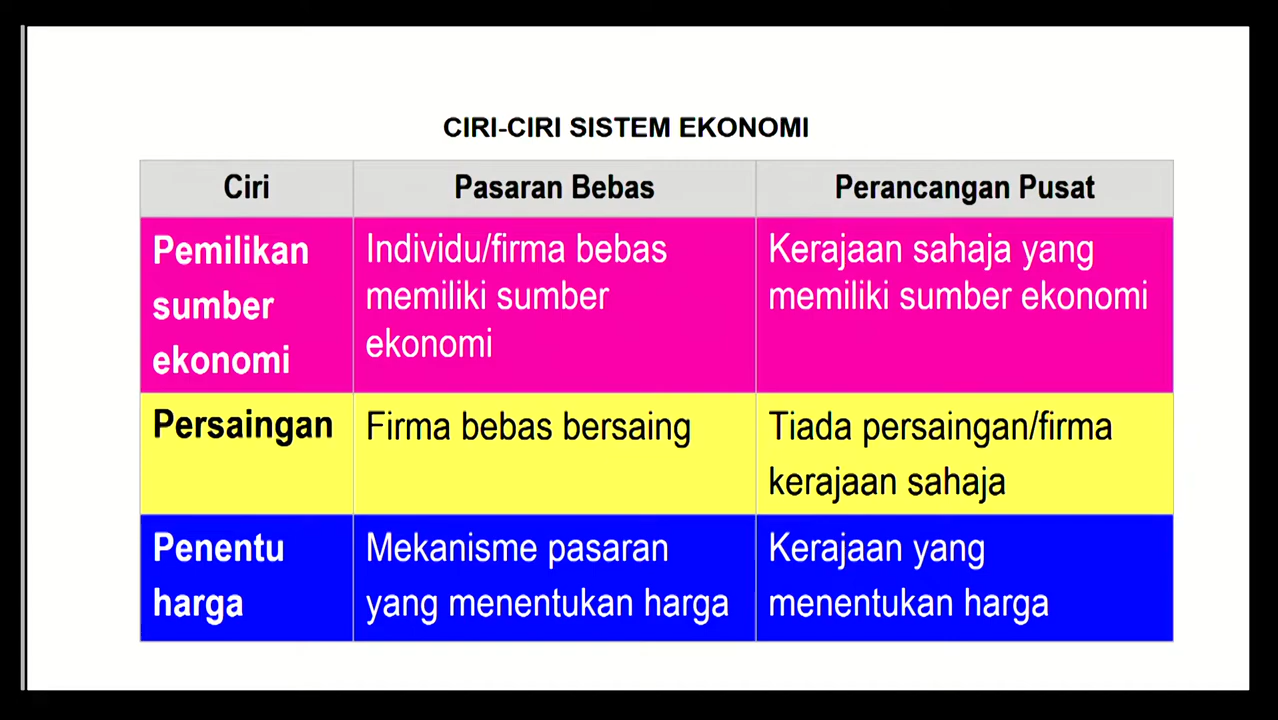 CIRI-CIRI SISTEM EKONOMI
Ciri
Pasaran Bebas
Perancangan Pusat
Pemilikan
sumber
ekonomi
Individu/firma bebas
memiliki sumber
ekonomi
Kerajaan sahaja yang
memiliki sumber ekonomi
Persaingan
Firma bebas bersaing
Tiada persaingan/firma
kerajaan sahaja
Penentu
harga
Mekanisme pasaran
yang menentukan harga
Kerajaan yang
menentukan harga